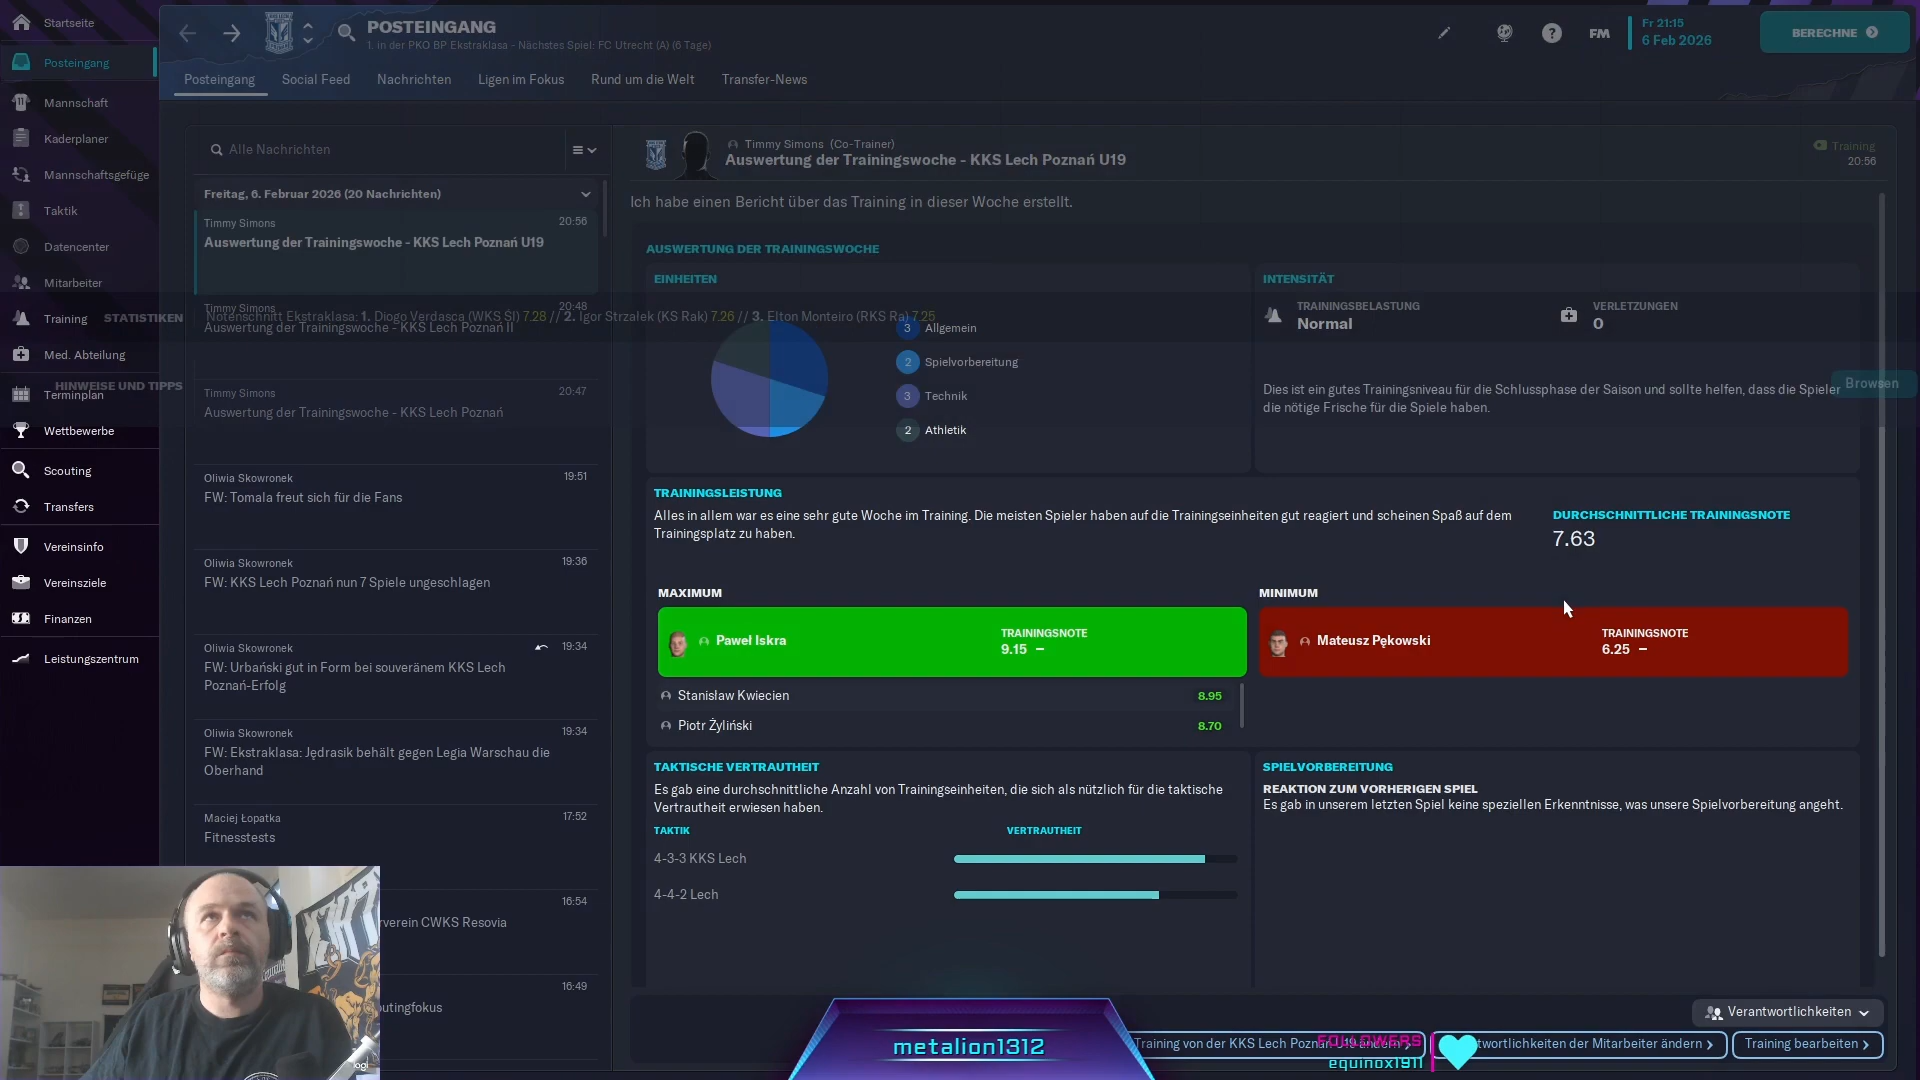 Startseite
Posteingang
Mannschaft
Kaderplaner
Mannschaftsgefüge
Taktik
Datencenter
Mitarbeiter
Training
Med. Abteilung
Terminplan
Wettbewerbe
Scouting
Transfers
Vereinsinfo
Vereinsziele
Finanzen
Leistungszentrum
POSTEINGANG
1. in der PKO BP Ekstraklasa - Nächstes Spiel: FC Utrecht (A) (6 Tage)
FM
Fr 21:15
6 Feb 2026
BERECHNE
Posteingang Social Feed Nachrichten Ligen im Fokus Rund um die Welt Transfer-News
STATISTIKEN
Notenschnitt Ekstraklasa: 1. Diogo Verdasca (WKS Śl) 7.28 // 2. Igor Strzalek (KS Rak) 7.26 // 3. Elton Monteiro (RKS Ra) 7.25
HINWEISE UND TIPPS
Browsen
Alle Nachrichten
Freitag, 6. Februar 2026 (20 Nachrichten)
Timmy Simons 20:56
Auswertung der Trainingswoche - KKS Lech Poznań U19
Timmy Simons 20:48
Auswertung der Trainingswoche - KKS Lech Poznań II
Timmy Simons 20:47
Auswertung der Trainingswoche - KKS Lech Poznań
Oliwia Skowronek 19:51
FW: Tomala freut sich für die Fans
Oliwia Skowronek 19:36
FW: KKS Lech Poznań nun 7 Spiele ungeschlagen
Oliwia Skowronek 19:34
FW: Urbański gut in Form bei souveränem KKS Lech
Poznań-Erfolg
Oliwia Skowronek 19:34
FW: Ekstraklasa: Jędrasik behält gegen Legia Warschau die
Oberhand
Maciej Łopatka 17:52
Fitnesstests
16:54
verein CWKS Resovia
16:49
outingfokus
Timmy Simons (Co-Trainer)
Auswertung der Trainingswoche - KKS Lech Poznań U19
Training
20:56
Ich habe einen Bericht über das Training in dieser Woche erstellt.
AUSWERTUNG DER TRAININGSWOCHE
EINHEITEN
3 Allgemein
2 Spielvorbereitung
3 Technik
2 Athletik
INTENSITÄT
TRAININGSBELASTUNG
Normal
VERLETZUNGEN
0
Dies ist ein gutes Trainingsniveau für die Schlussphase der Saison und sollte helfen, dass die Spieler
die nötige Frische für die Spiele haben.
TRAININGSLEISTUNG
Alles in allem war es eine sehr gute Woche im Training. Die meisten Spieler haben auf die Trainingseinheiten gut reagiert und scheinen Spaß auf dem
Trainingsplatz zu haben.
DURCHSCHNITTLICHE TRAININGSNOTE
7.63
MAXIMUM
Paweł Iskra
TRAININGSNOTE
9.15 –
Stanislaw Kwiecien 8.95
Piotr Żyliński 8.70
MINIMUM
Mateusz Pękowski
TRAININGSNOTE
6.25 –
TAKTISCHE VERTRAUTHEIT
Es gab eine durchschnittliche Anzahl von Trainingseinheiten, die sich als nützlich für die taktische
Vertrautheit erwiesen haben.
TAKTIK VERTRAUTHEIT
4-3-3 KKS Lech
4-4-2 Lech
SPIELVORBEREITUNG
REAKTION ZUM VORHERIGEN SPIEL
Es gab in unserem letzten Spiel keine speziellen Erkenntnisse, was unsere Spielvorbereitung angeht.
Verantwortlichkeiten
Training von der KKS Lech Poznań U19 ändern
twortlichkeiten der Mitarbeiter ändern
Training bearbeiten
metalion1312
FOLLOWERS
equinox1911
logi